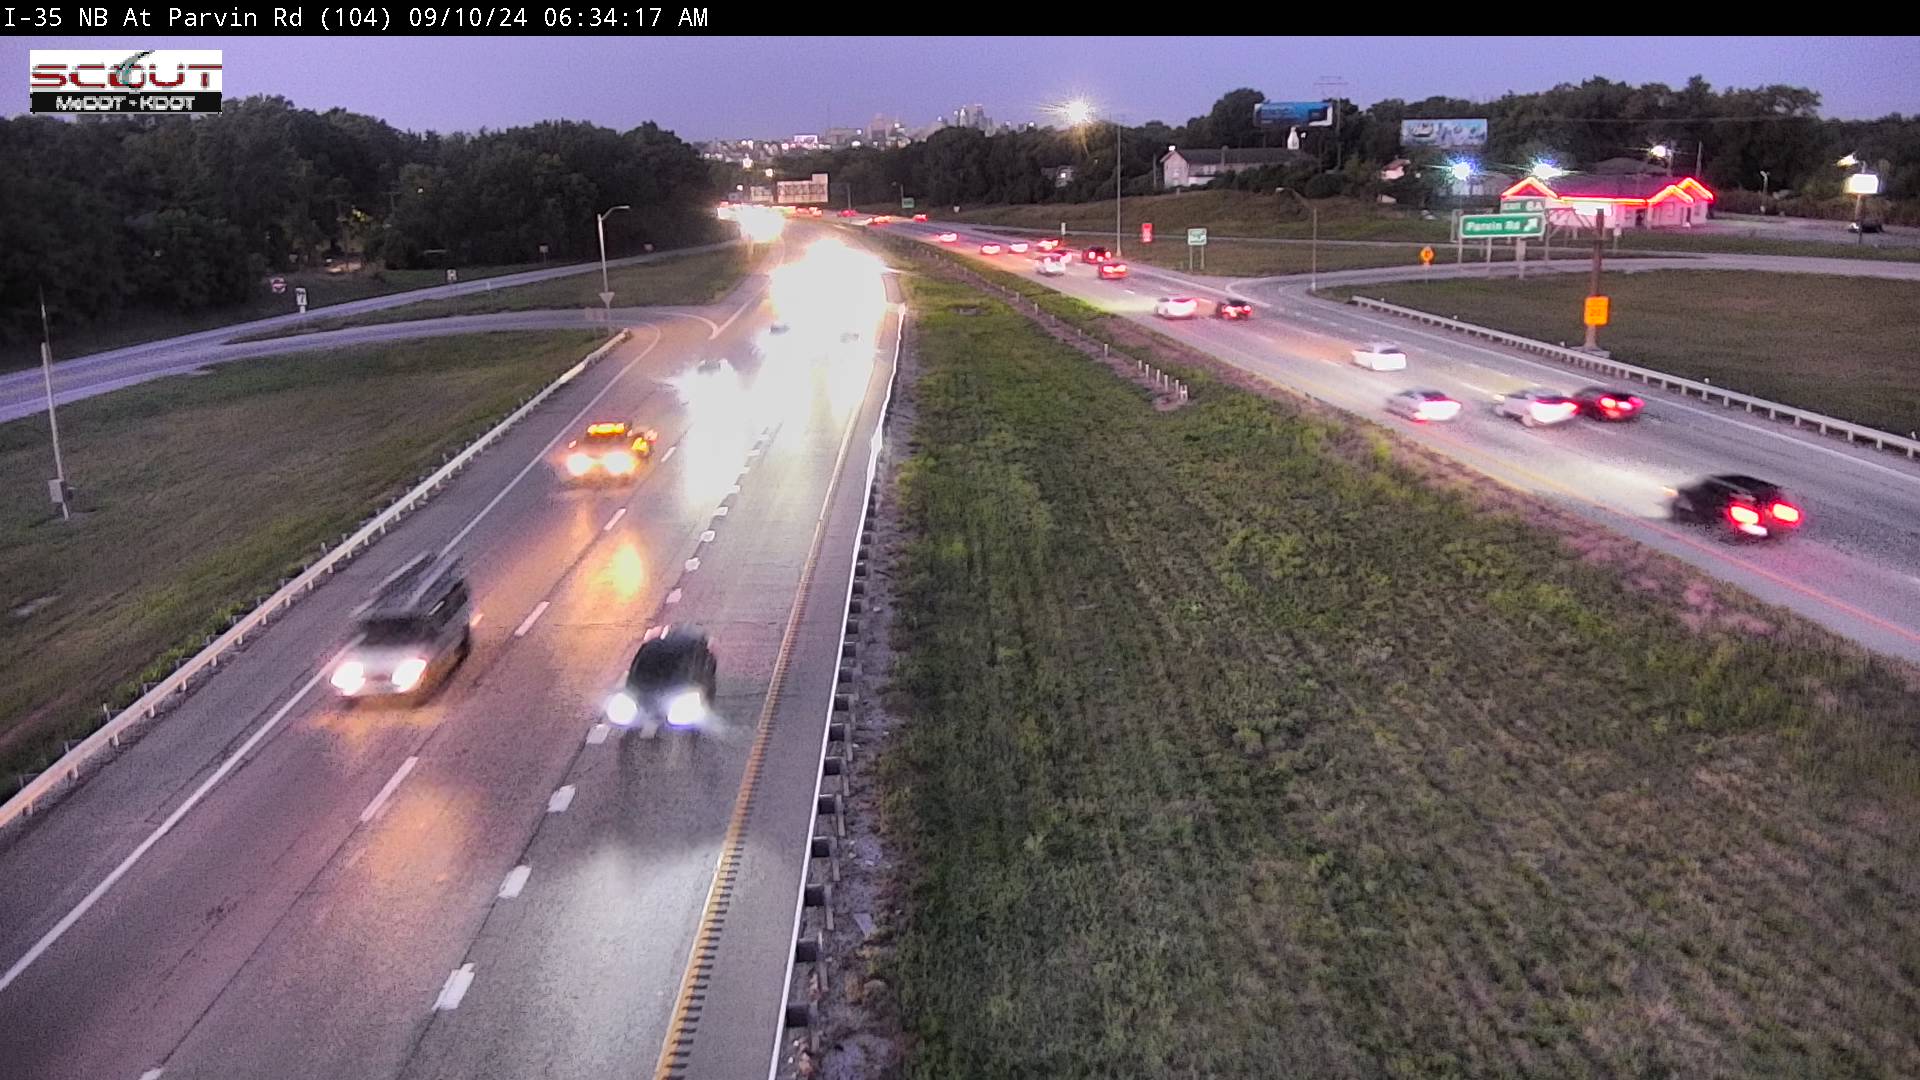 I-35 NB At Parvin Rd (104) 09/10/24 06:34:17 AM
SCOUT
MoDOT - KDOT
Parvin Rd